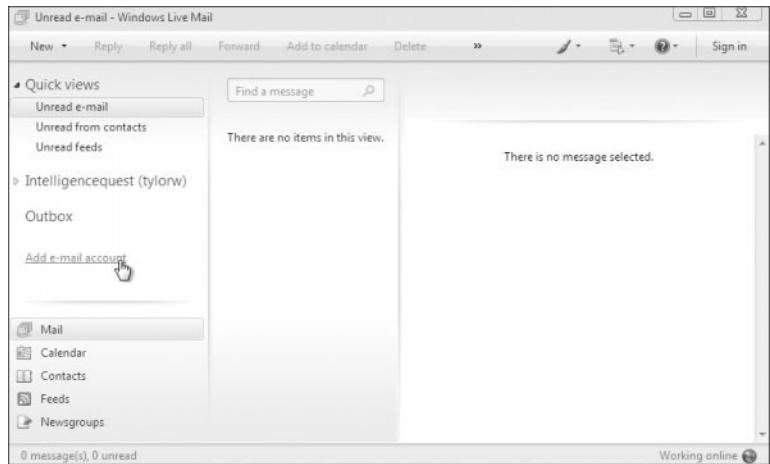 Unread e-mail - Windows Live Mail
New Reply Reply all Forward Add to calendar Delete » Sign in
Quick views
Unread e-mail
Unread from contacts
Unread feeds
Intelligencequest (tylorw)
Outbox
Add e-mail account
Mail
Calendar
Contacts
Feeds
Newsgroups
Find a message
There are no items in this view.
There is no message selected.
0 message(s), 0 unread
Working online